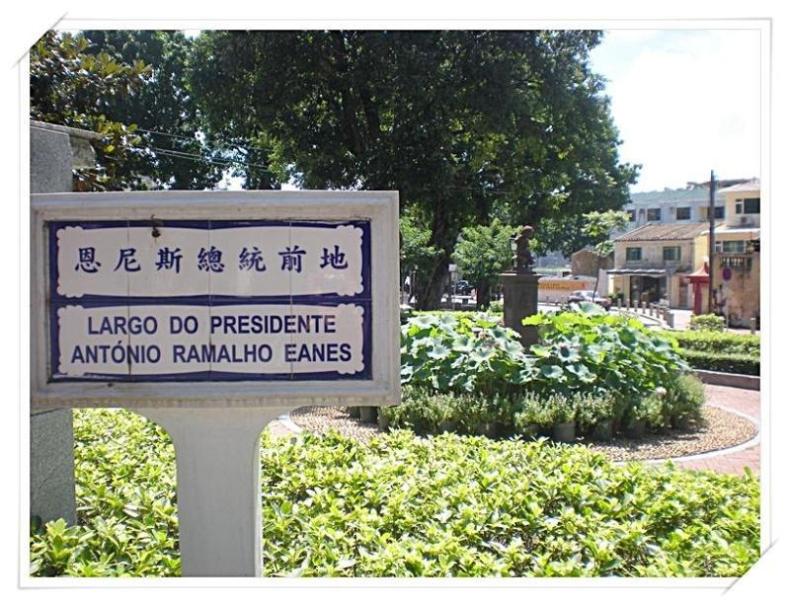 恩尼斯總統前地
LARGO DO PRESIDENTE
ANTÓNIO RAMALHO EANES